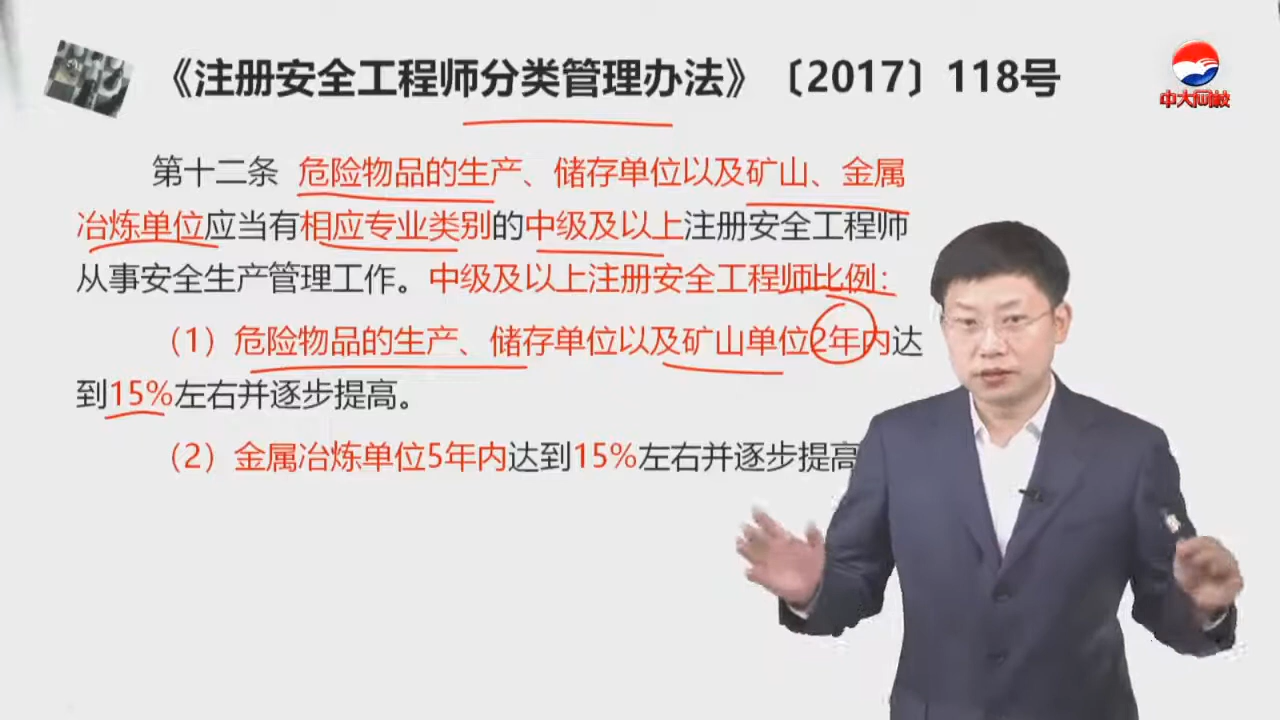 《注册安全工程师分类管理办法》〔2017〕118号
中大网校
第十二条 危险物品的生产、储存单位以及矿山、金属
冶炼单位应当有相应专业类别的中级及以上注册安全工程师
从事安全生产管理工作。中级及以上注册安全工程师比例：
（1）危险物品的生产、储存单位以及矿山单位2年内达
到15%左右并逐步提高。
（2）金属冶炼单位5年内达到15%左右并逐步提高